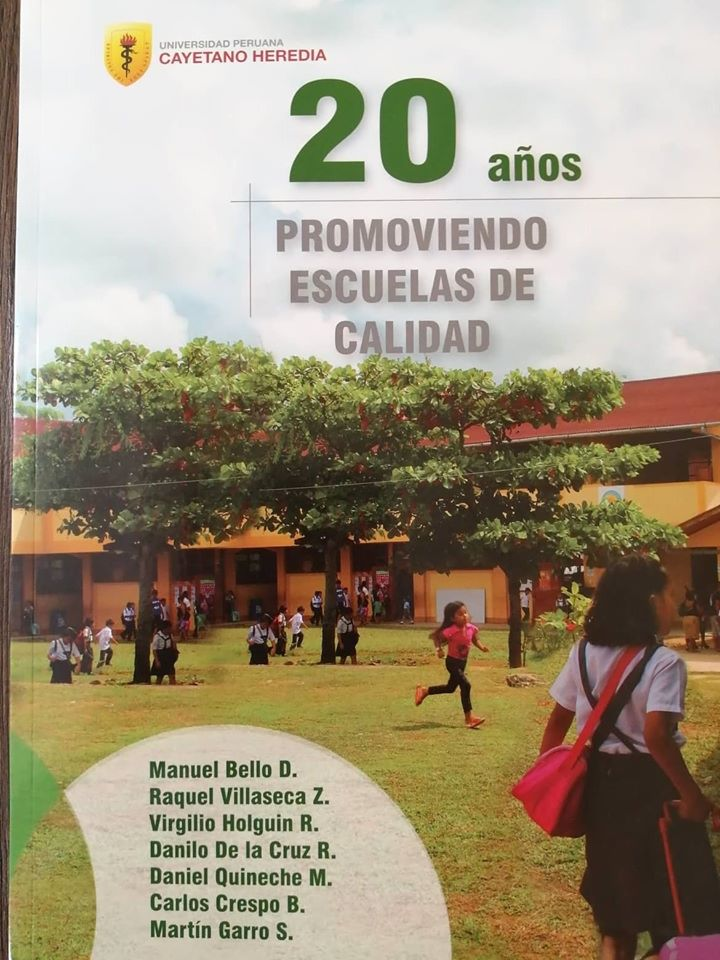 UNIVERSIDAD PERUANA
CAYETANO HEREDIA
20 años
PROMOVIENDO
ESCUELAS DE
CALIDAD
Manuel Bello D.
Raquel Villaseca Z.
Virgilio Holguin R.
Danilo De la Cruz R.
Daniel Quineche M.
Carlos Crespo B.
Martín Garro S.